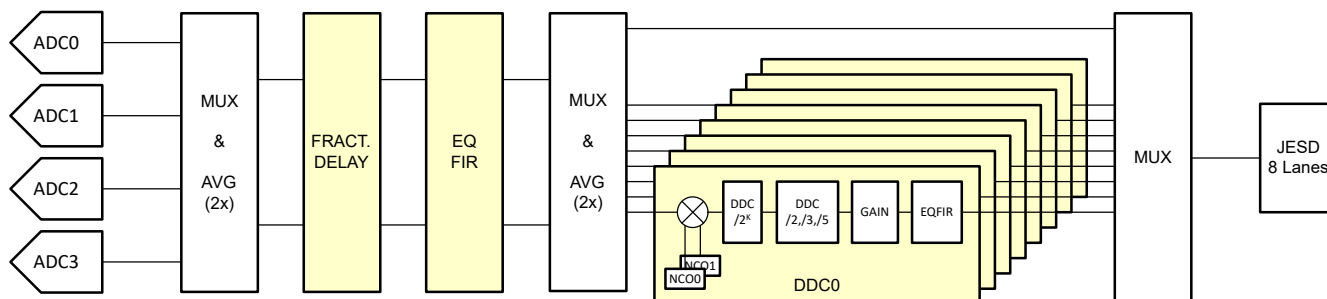 ADC0
ADC1
ADC2
ADC3
MUX
&
AVG
(2x)
FRACT.
DELAY
EQ
FIR
MUX
&
AVG
(2x)
DDC
/2ᴷ
DDC
/2,/3,/5
GAIN
EQFIR
NCO1
NCO0
DDC0
MUX
JESD
8 Lanes